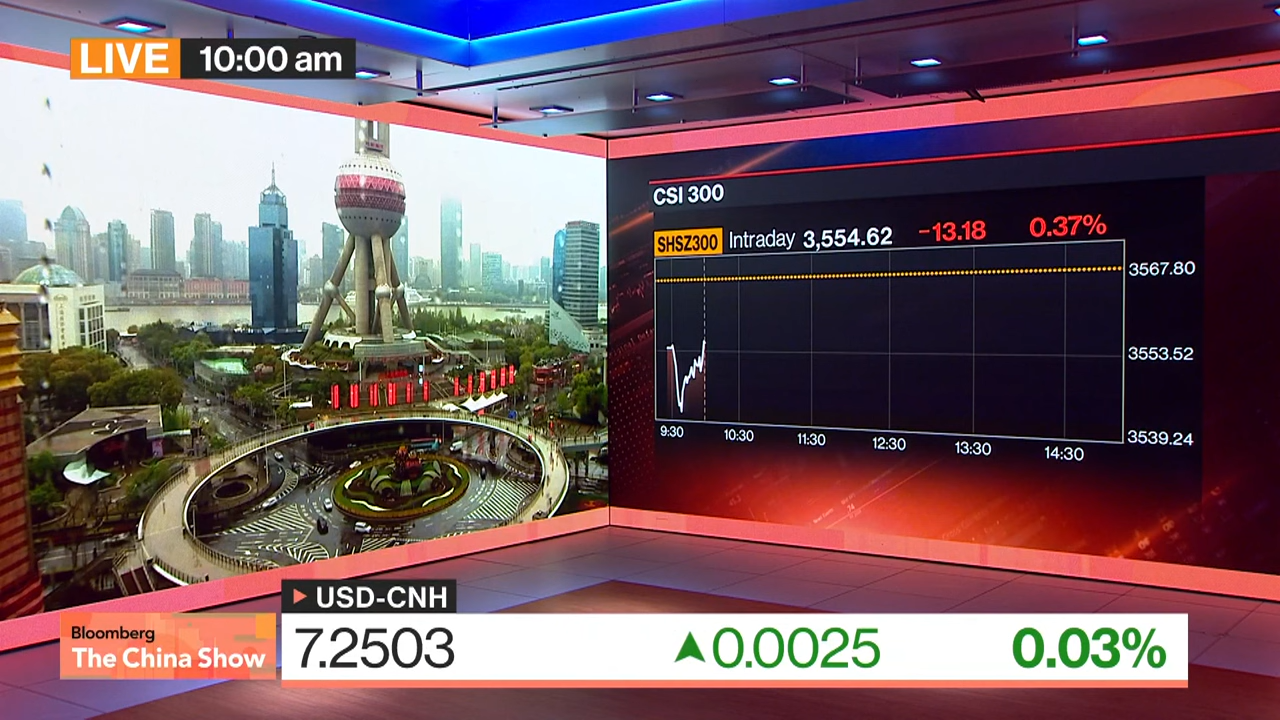 LIVE 10:00 am
CSI 300
SHSZ300 Intraday 3,554.62 -13.18 0.37%
3567.80
3553.52
3539.24
9:30 10:30 11:30 12:30 13:30 14:30
USD-CNH
Bloomberg
The China Show
7.2503 ▲0.0025 0.03%